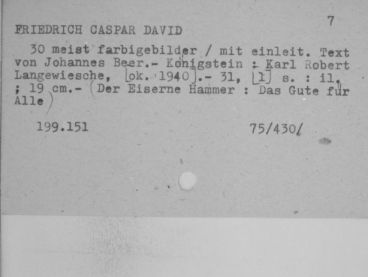 7
FRIEDRICH CASPAR DAVID
30 meist farbigebilder / mit einleit. Text
von Johannes Beer.- Königstein : Karl Robert
Langewiesche, [ok. 1940].- 31, [1] s. : il.
; 19 cm.- (Der Eiserne Hammer : Das Gute für
Alle)
199.151 75/430/